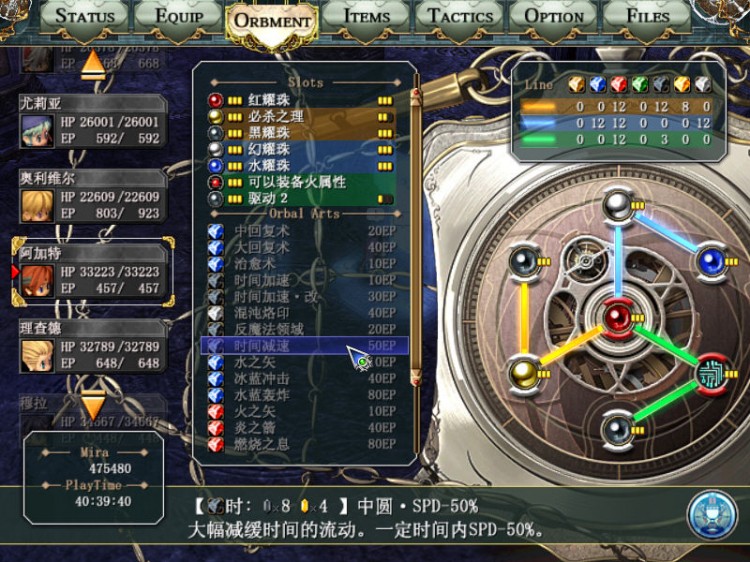 STATUS EQUIP ORBMENT ITEMS TACTICS OPTION FILES
EP 668
尤莉亚
HP 26001/26001
EP 592/ 592
奥利维尔
HP 22609/22609
EP 803/ 923
阿加特
HP 33223/33223
EP 457/ 457
理查德
HP 32789/32789
EP 648/ 648
穆拉
HP 34667/34667
Mira
475480
PlayTime
40:39:40
Slots
红耀珠
必杀之理
黑耀珠
幻耀珠
水耀珠
可以装备火属性
驱动 2
Orbal Arts
中回复术 20EP
大回复术 40EP
治愈术 10EP
时间加速 10EP
时间加速·改 30EP
混沌烙印 40EP
反魔法领域 20EP
时间减速 50EP
水之矢
冰蓝冲击 40EP
水蓝轰炸 80EP
火之矢 10EP
炎之箭 40EP
燃烧之息 80EP
Line
0 0 12 0 12 8 0
0 12 12 0 0 0 12
0 0 12 0 3 0 0
【时: ×8 ×4 】中圆·SPD-50%
大幅减缓时间的流动。一定时间内SPD-50%。